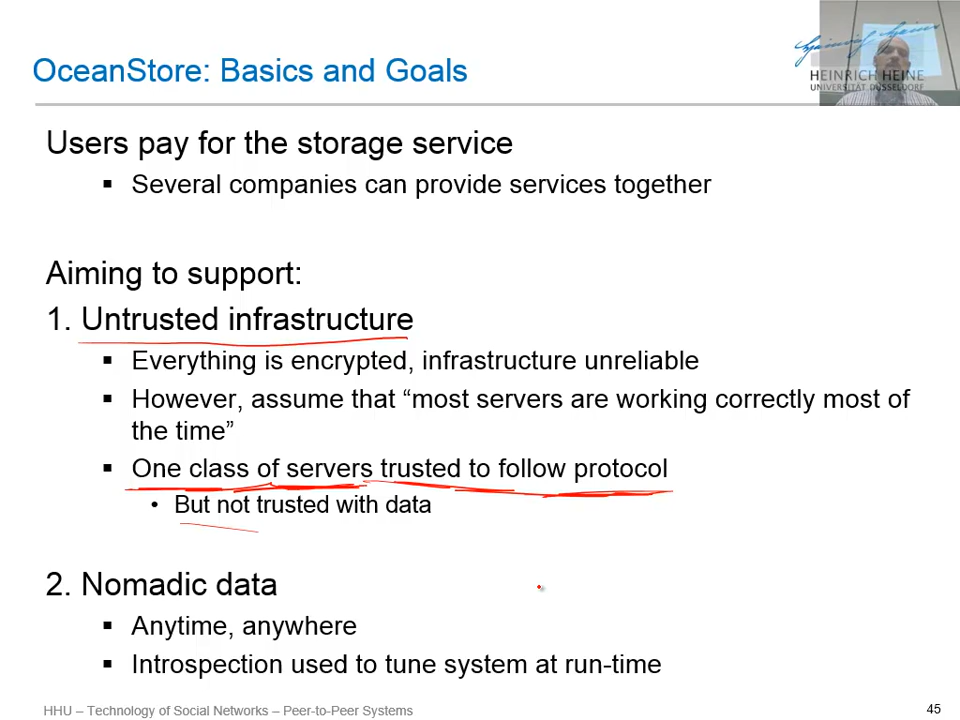 OceanStore: Basics and Goals
HEINRICH HEINE
UNIVERSITÄT DÜSSELDORF
Users pay for the storage service
▪ Several companies can provide services together
Aiming to support:
1. Untrusted infrastructure
▪ Everything is encrypted, infrastructure unreliable
▪ However, assume that “most servers are working correctly most of
the time”
▪ One class of servers trusted to follow protocol
• But not trusted with data
2. Nomadic data
▪ Anytime, anywhere
▪ Introspection used to tune system at run-time
HHU – Technology of Social Networks – Peer-to-Peer Systems
45